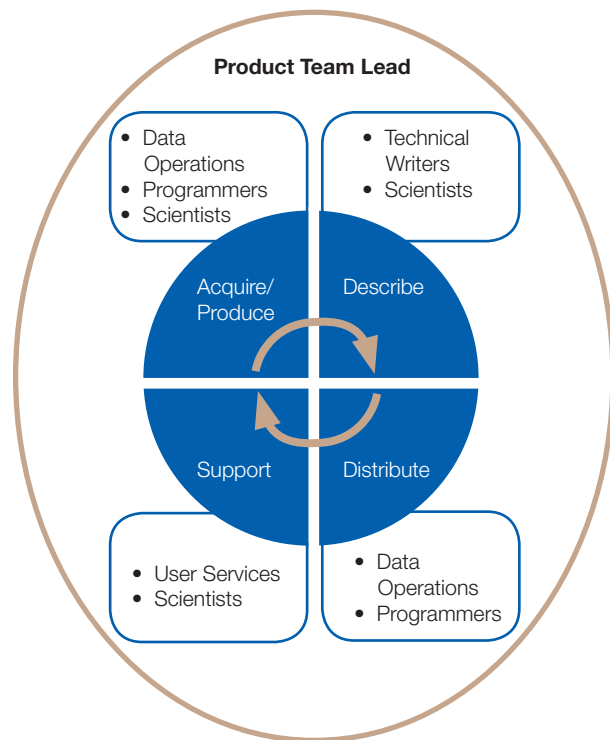 Product Team Lead
• Data
Operations
• Programmers
• Scientists
• Technical
Writers
• Scientists
Acquire/
Produce
Describe
Support
Distribute
• User Services
• Scientists
• Data
Operations
• Programmers